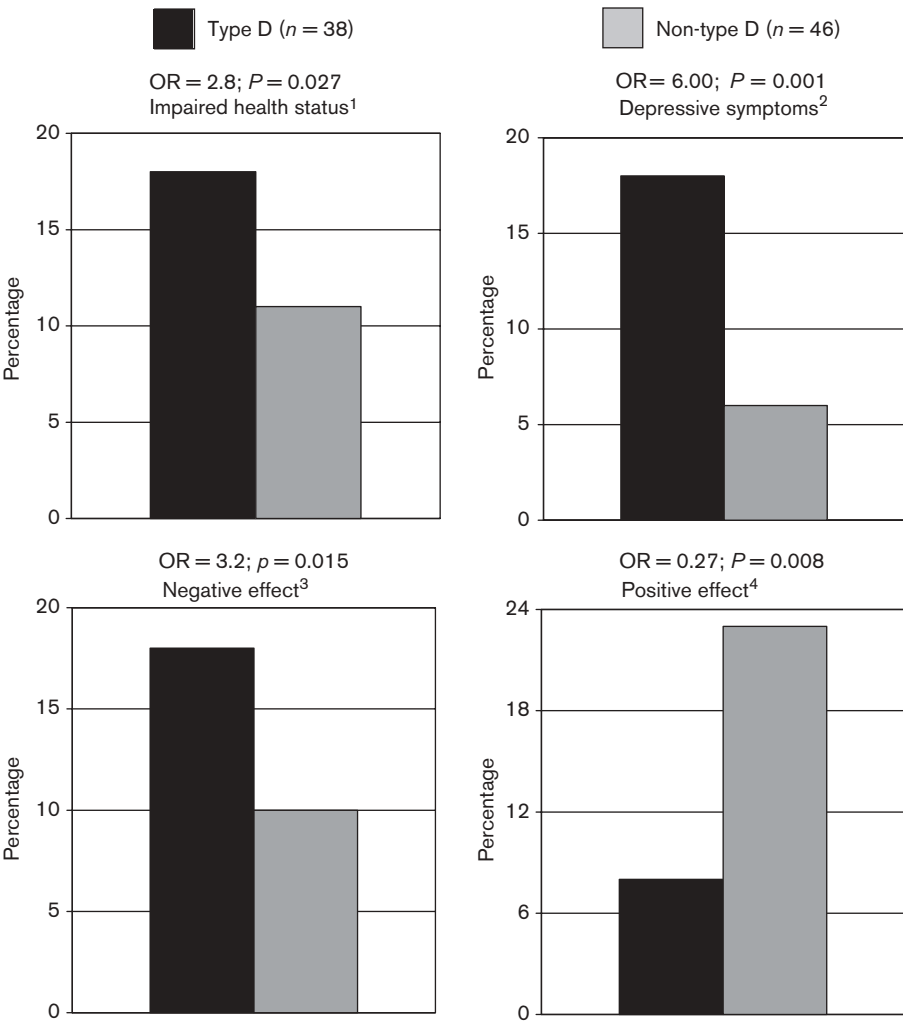 Type D (n = 38)
Non-type D (n = 46)
OR = 2.8; P = 0.027
Impaired health status1
20
15
10
5
0
Percentage
OR= 6.00; P = 0.001
Depressive symptoms2
20
15
10
5
0
Percentage
OR = 3.2; p = 0.015
Negative effect3
20
15
10
5
0
Percentage
OR = 0.27; P = 0.008
Positive effect4
24
18
12
6
0
Percentage